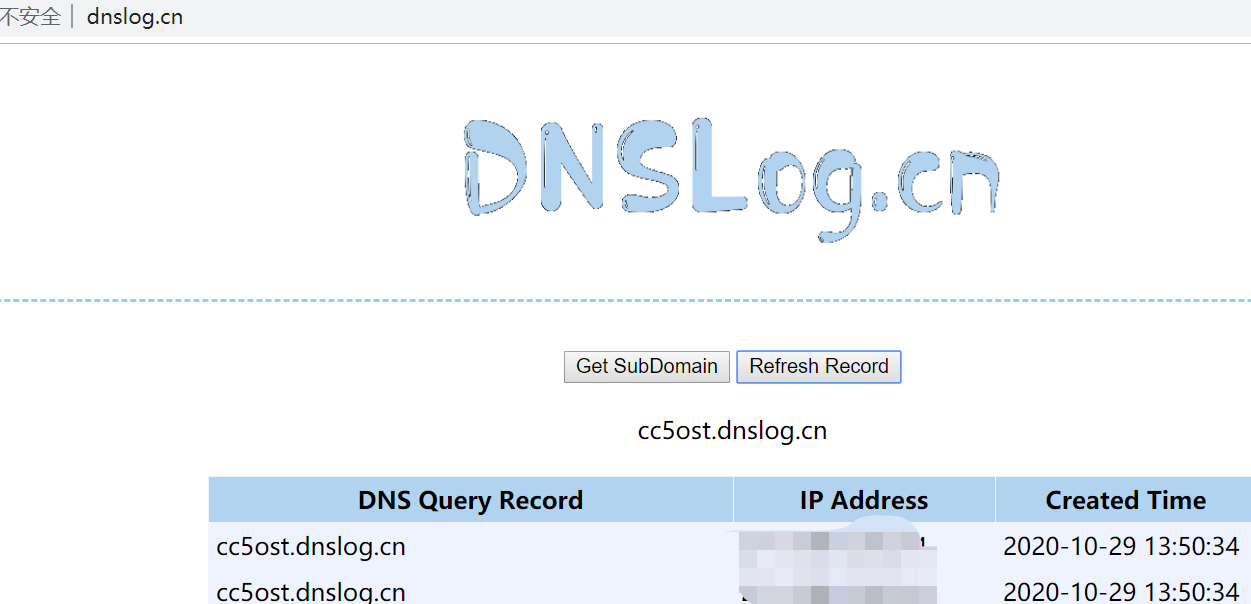 不安全 | dnslog.cn
DNSLog.cn
Get SubDomain Refresh Record
cc5ost.dnslog.cn
DNS Query Record IP Address Created Time
cc5ost.dnslog.cn 2020-10-29 13:50:34
cc5ost.dnslog.cn 2020-10-29 13:50:34